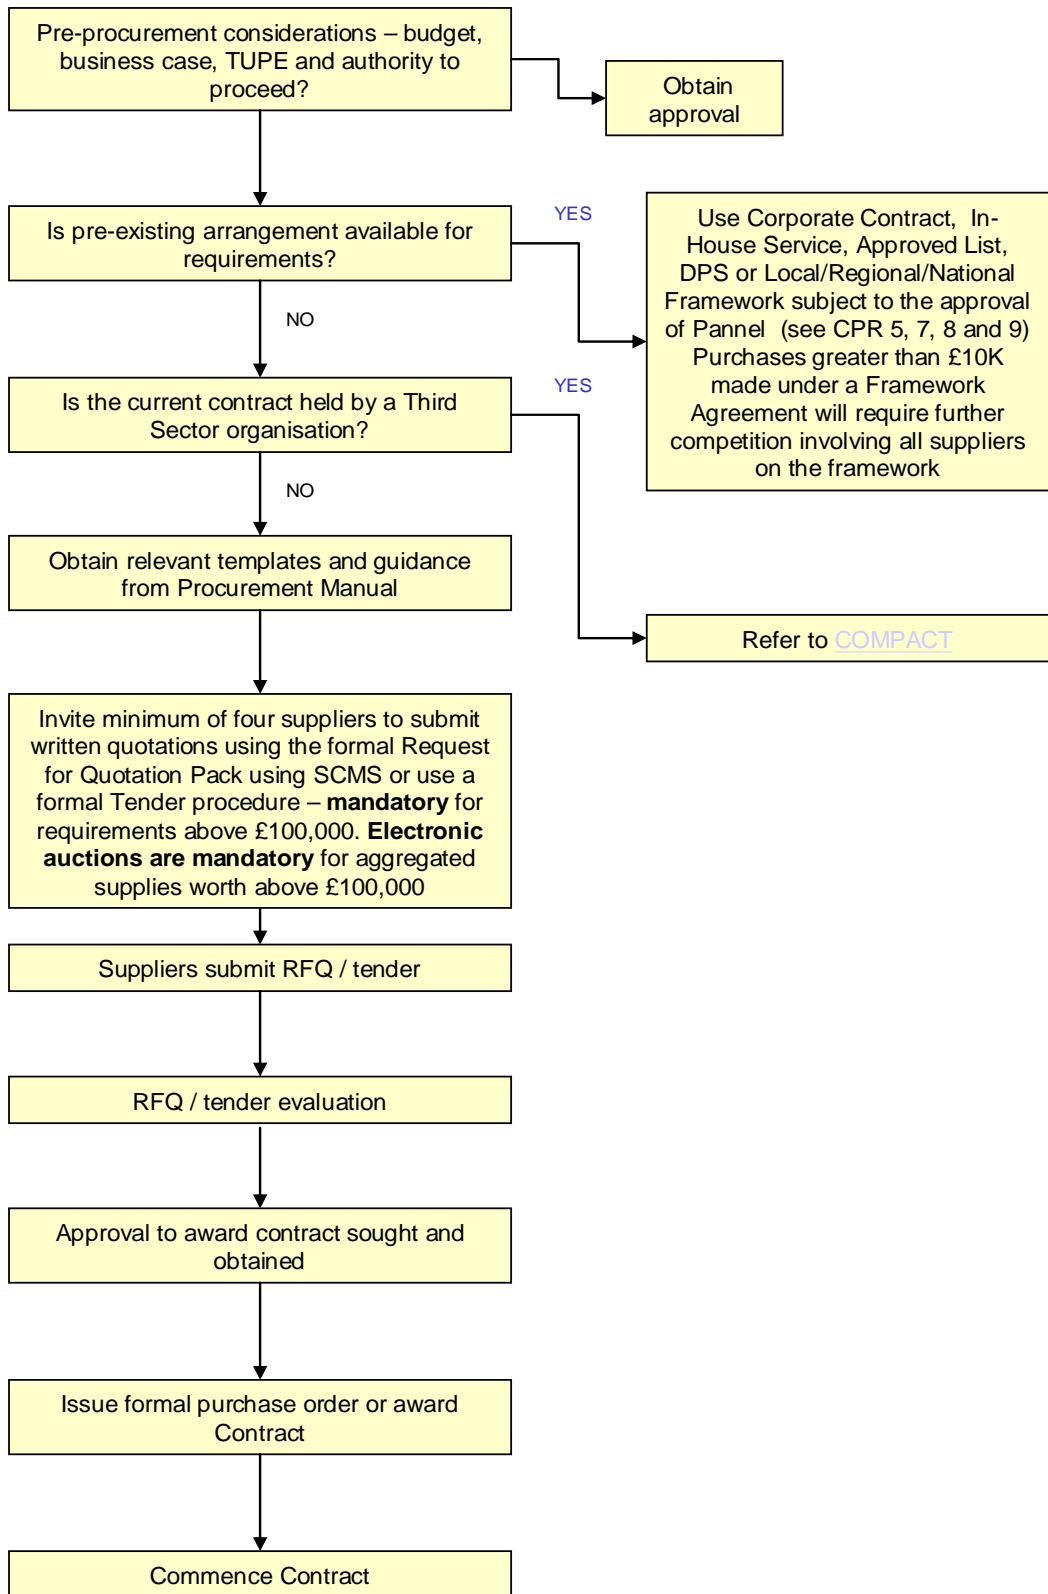 Pre-procurement considerations – budget,
business case, TUPE and authority to
proceed?
Obtain
approval
Is pre-existing arrangement available for
requirements?
YES
Use Corporate Contract, In-
House Service, Approved List,
DPS or Local/Regional/National
Framework subject to the approval
of Pannel (see CPR 5, 7, 8 and 9)
Purchases greater than £10K
made under a Framework
Agreement will require further
competition involving all suppliers
on the framework
NO
Is the current contract held by a Third
Sector organisation?
YES
Refer to COMPACT
NO
Obtain relevant templates and guidance
from Procurement Manual
Invite minimum of four suppliers to submit
written quotations using the formal Request
for Quotation Pack using SCMS or use a
formal Tender procedure – mandatory for
requirements above £100,000. Electronic
auctions are mandatory for aggregated
supplies worth above £100,000
Suppliers submit RFQ / tender
RFQ / tender evaluation
Approval to award contract sought and
obtained
Issue formal purchase order or award
Contract
Commence Contract